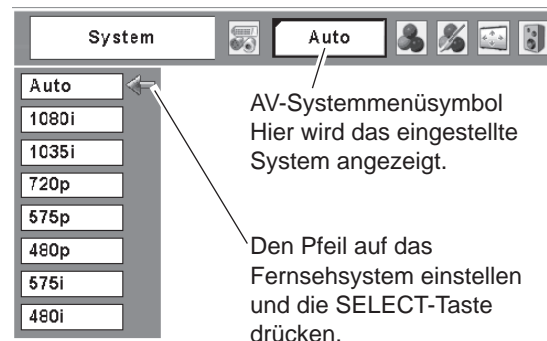 System
Auto
Auto
1080i
1035i
720p
575p
480p
575i
480i
AV-Systemmenüsymbol
Hier wird das eingestellte
System angezeigt.
Den Pfeil auf das
Fernsehsystem einstellen
und die SELECT-Taste
drücken.